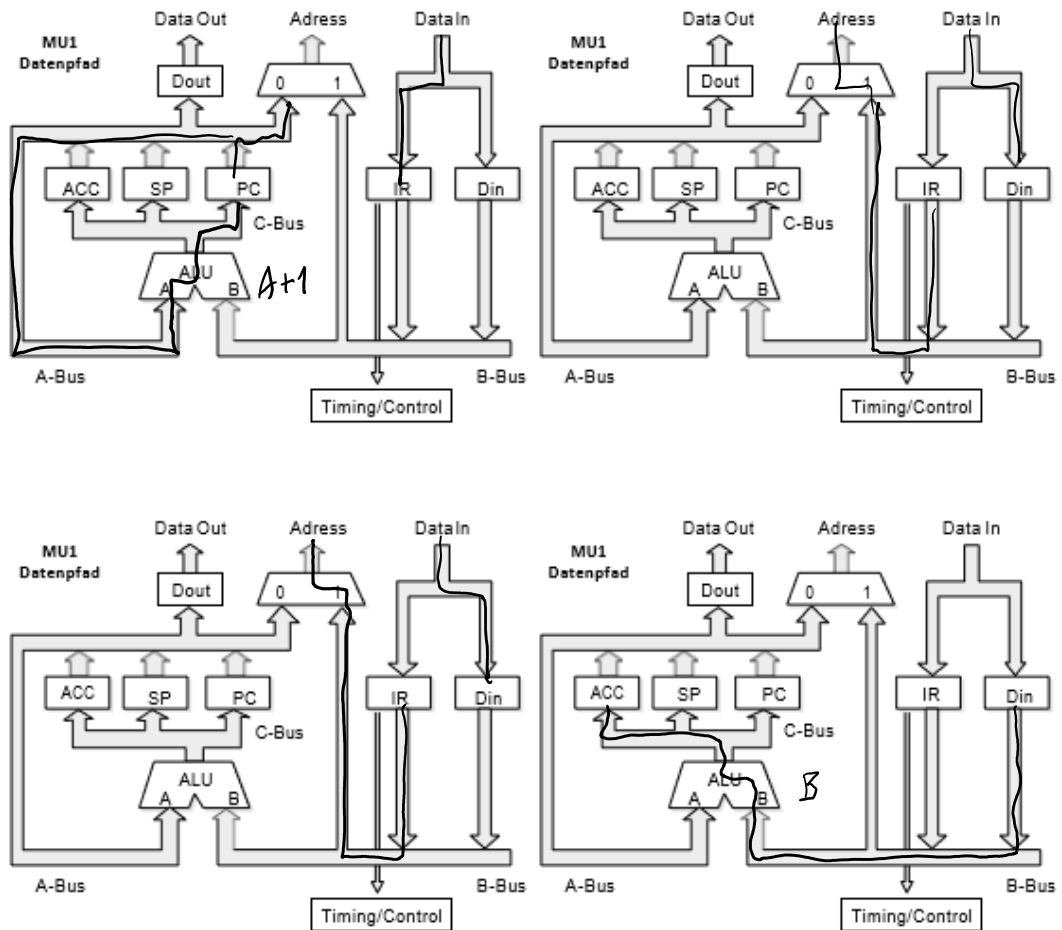 Data Out Adress Data In
MU1
Datenpfad
Dout
0 1
ACC SP PC IR Din
C-Bus
ALU
A B A+1
A-Bus B-Bus
Timing/Control
Data Out Adress Data In
MU1
Datenpfad
Dout
0 1
ACC SP PC IR Din
C-Bus
ALU
A B
A-Bus B-Bus
Timing/Control
Data Out Adress Data In
MU1
Datenpfad
Dout
0 1
ACC SP PC IR Din
C-Bus
ALU
A B
A-Bus B-Bus
Timing/Control
Data Out Adress Data In
MU1
Datenpfad
Dout
0 1
ACC SP PC IR Din
C-Bus
ALU
A B B
A-Bus B-Bus
Timing/Control